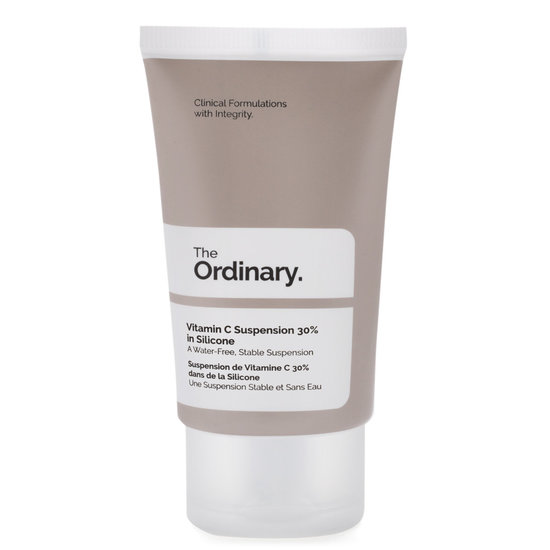 Clinical Formulations
with Integrity.
The
Ordinary.
Vitamin C Suspension 30%
in Silicone
A Water-Free, Stable Suspension
Suspension de Vitamine C 30%
dans de la Silicone
Une Suspension Stable et Sans Eau